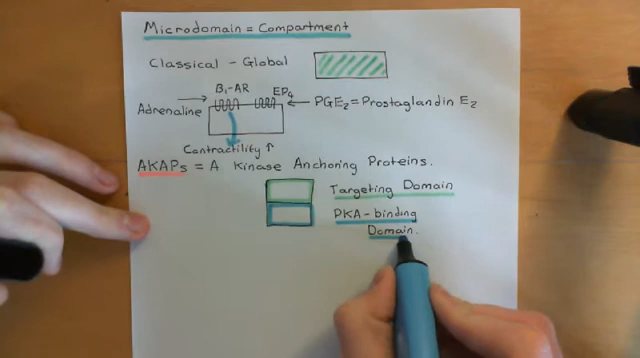 Microdomain = Compartment
Classical - Global
B₁-AR
EP₄
Adrenaline
PGE₂ = Prostaglandin E₂
Contractility ↑
AKAPs = A Kinase Anchoring Proteins.
Targeting Domain
PKA-binding
Domain.